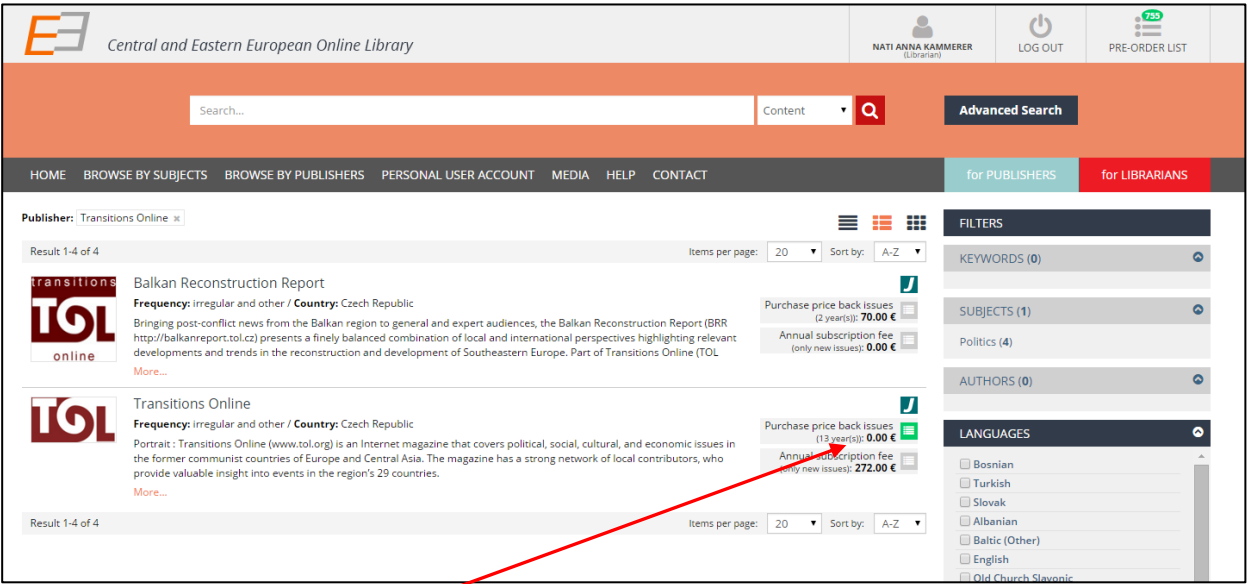 Central and Eastern European Online Library
NATI ANNA KAMMERER
(Librarian)
LOG OUT
755
PRE-ORDER LIST
Search...
Content
Advanced Search
HOME BROWSE BY SUBJECTS BROWSE BY PUBLISHERS PERSONAL USER ACCOUNT MEDIA HELP CONTACT
for PUBLISHERS
for LIBRARIANS
Publisher: Transitions Online ×
Result 1-4 of 4
Items per page: 20 Sort by: A-Z
transitions
TOL
online
Balkan Reconstruction Report
J
Frequency: irregular and other / Country: Czech Republic
Bringing post-conflict news from the Balkan region to general and expert audiences, the Balkan Reconstruction Report (BRR
http://balkanreport.tol.cz) presents a finely balanced combination of local and international perspectives highlighting relevant
developments and trends in the reconstruction and development of Southeastern Europe. Part of Transitions Online (TOL
More...
Purchase price back issues
(2 year(s)): 70.00 €
Annual subscription fee
(only new issues): 0.00 €
TOL
Transitions Online
J
Frequency: irregular and other / Country: Czech Republic
Portrait : Transitions Online (www.tol.org) is an Internet magazine that covers political, social, cultural, and economic issues in
the former communist countries of Europe and Central Asia. The magazine has a strong network of local contributors, who
provide valuable insight into events in the region's 29 countries.
More...
Purchase price back issues
(13 year(s)): 0.00 €
Annual subscription fee
(only new issues): 272.00 €
Result 1-4 of 4
Items per page: 20 Sort by: A-Z
FILTERS
KEYWORDS (0)
SUBJECTS (1)
Politics (4)
AUTHORS (0)
LANGUAGES
Bosnian
Turkish
Slovak
Albanian
Baltic (Other)
English
Old Church Slavonic